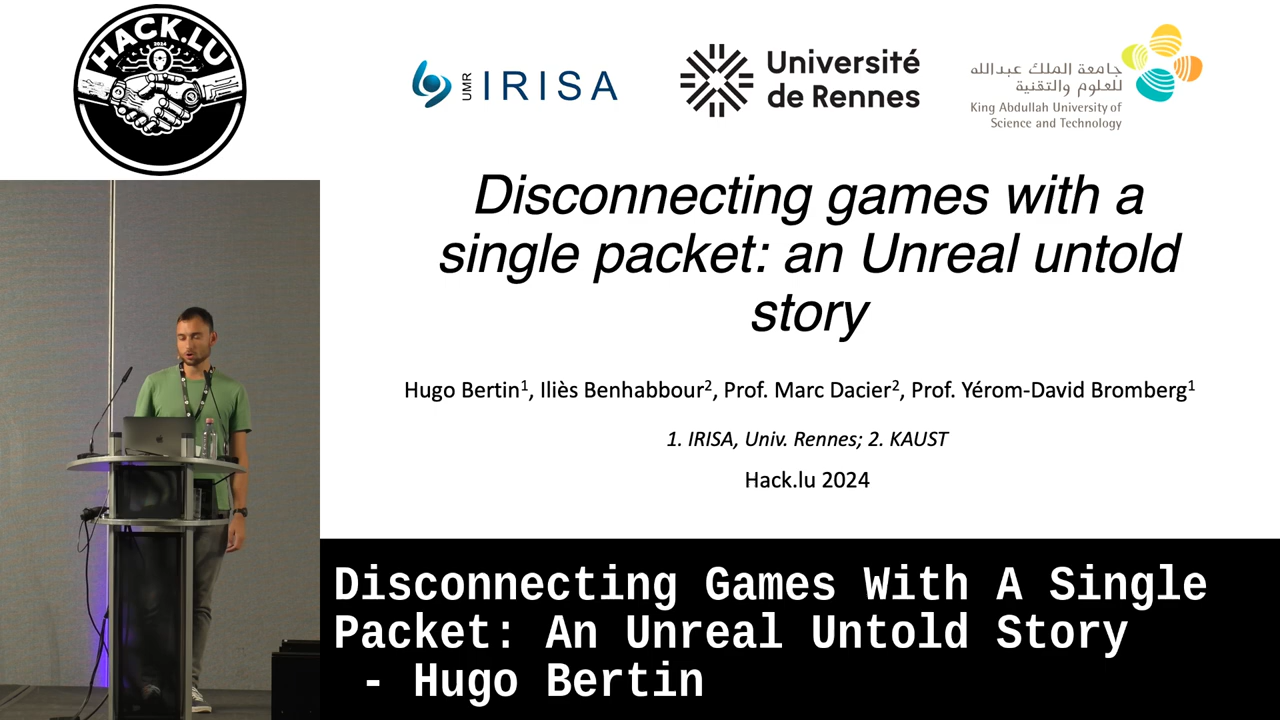 HACK.LU
2024
UMR
IRISA
Université
de Rennes
جامعة الملك عبدالله
للعلوم والتقنية
King Abdullah University of
Science and Technology
Disconnecting games with a
single packet: an Unreal untold
story
Hugo Bertin1, Iliès Benhabbour2, Prof. Marc Dacier2, Prof. Yérom-David Bromberg1
1. IRISA, Univ. Rennes; 2. KAUST
Hack.lu 2024
Disconnecting Games With A Single
Packet: An Unreal Untold Story
- Hugo Bertin